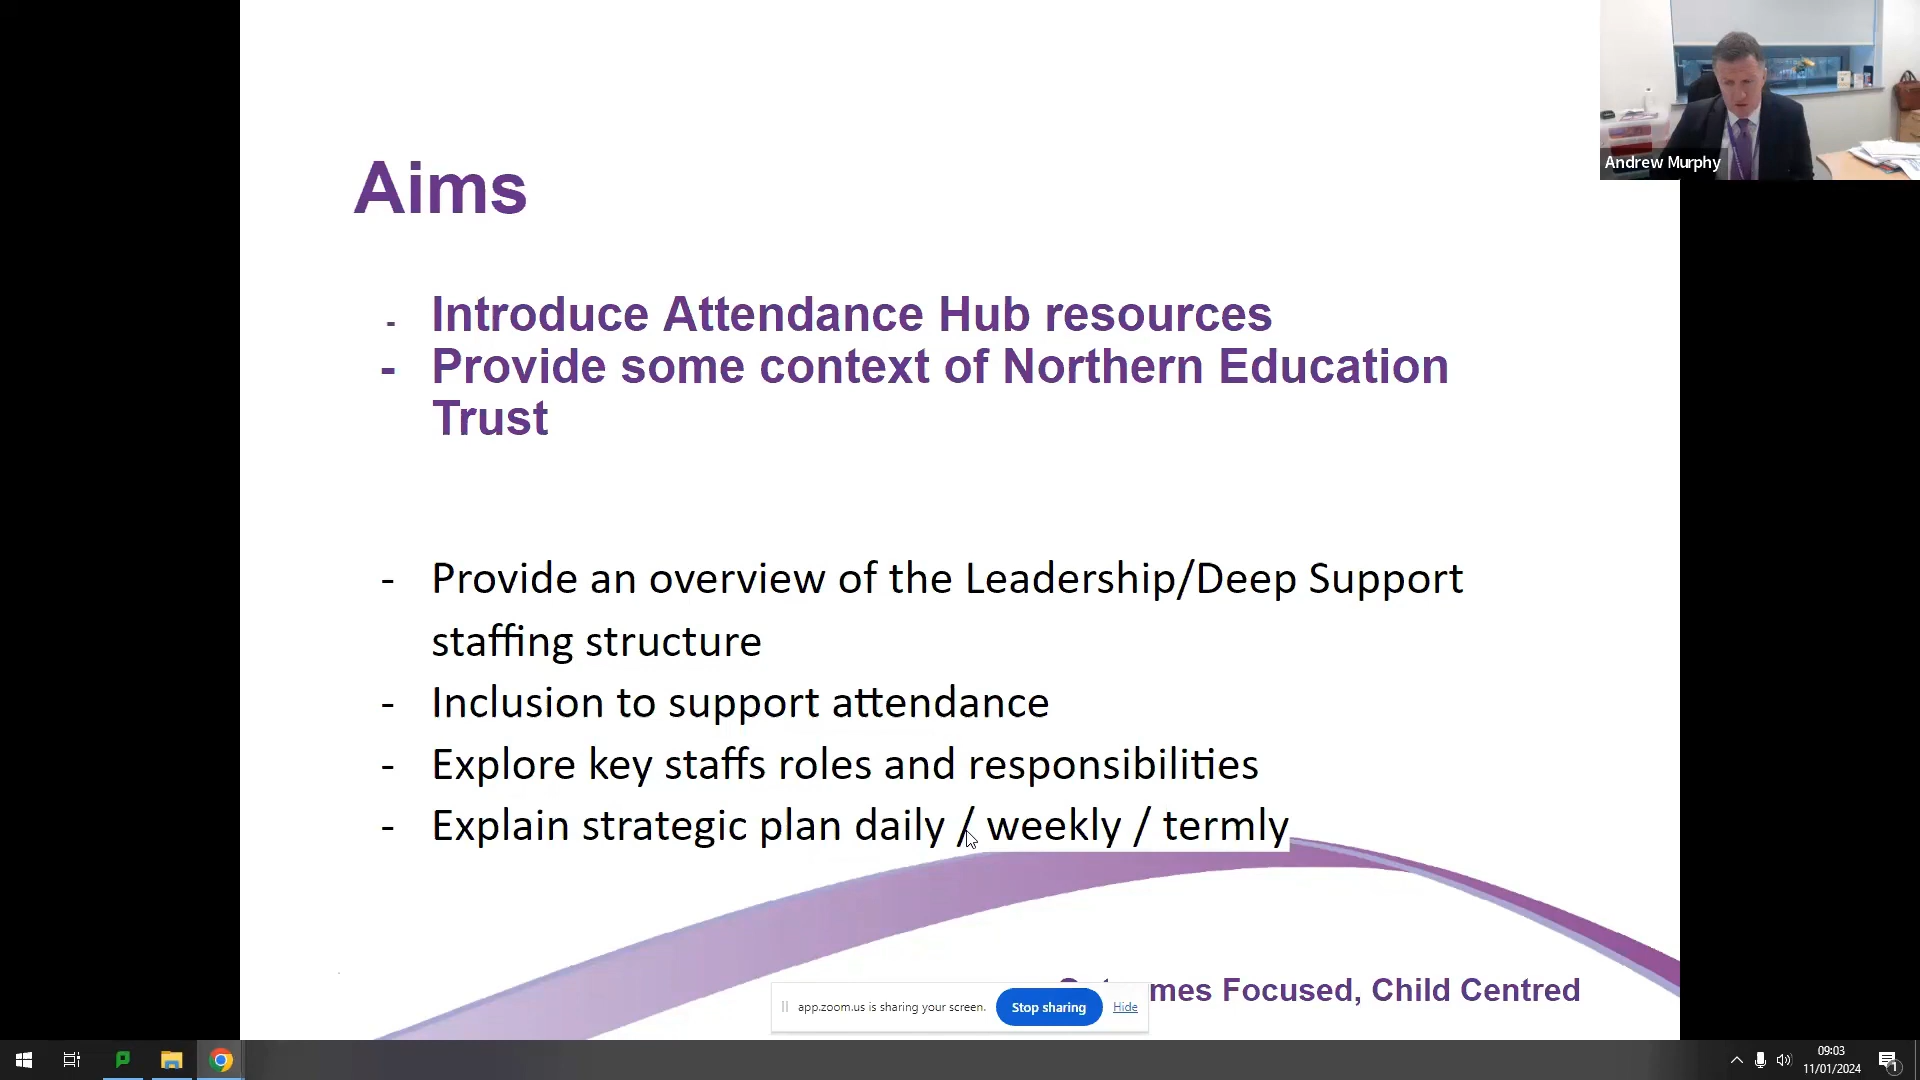 Aims
- Introduce Attendance Hub resources
- Provide some context of Northern Education
Trust
- Provide an overview of the Leadership/Deep Support
staffing structure
- Inclusion to support attendance
- Explore key staffs roles and responsibilities
- Explain strategic plan daily / weekly / termly
mes Focused, Child Centred
Andrew Murphy
app.zoom.us is sharing your screen. Stop sharing Hide
09:03
11/01/2024
1